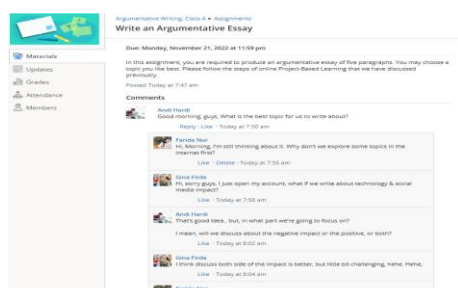 Argumentative Writing: Class A ▸ Assignments
Write an Argumentative Essay
Materials
Updates
Grades
Attendance
Members
Due: Monday, November 21, 2022 at 11:59 pm
In this assignment, you are required to produce an argumentative essay of five paragraphs. You may choose a
topic you like best. Please follow the steps of online Project-Based Learning that we have discussed
previously.
Posted Today at 7:47 am
Comments
Andi Hardi
Good morning, guys, What is the best topic for us to write about?
Reply · Like · Today at 7:50 am
Farida Nur
Hi, Morning, I'm still thinking about it. Why don't we explore some topics in the
internet first?
Like · Delete · Today at 7:55 am
Gina Firda
Hi, sorry guys, I just open my account, what if we write about technology & social
media impact?
Like · Today at 7:58 am
Andi Hardi
That's good idea.. but, in what part we're going to focus on?
I mean, will we discuss about the negative impact or the positive, or both?
Like · Today at 8:02 am
Gina Firda
I think discuss both side of the impact is better, but little bit challenging, hehe. Hehe,
Like · Today at 8:04 am
Farida Nur